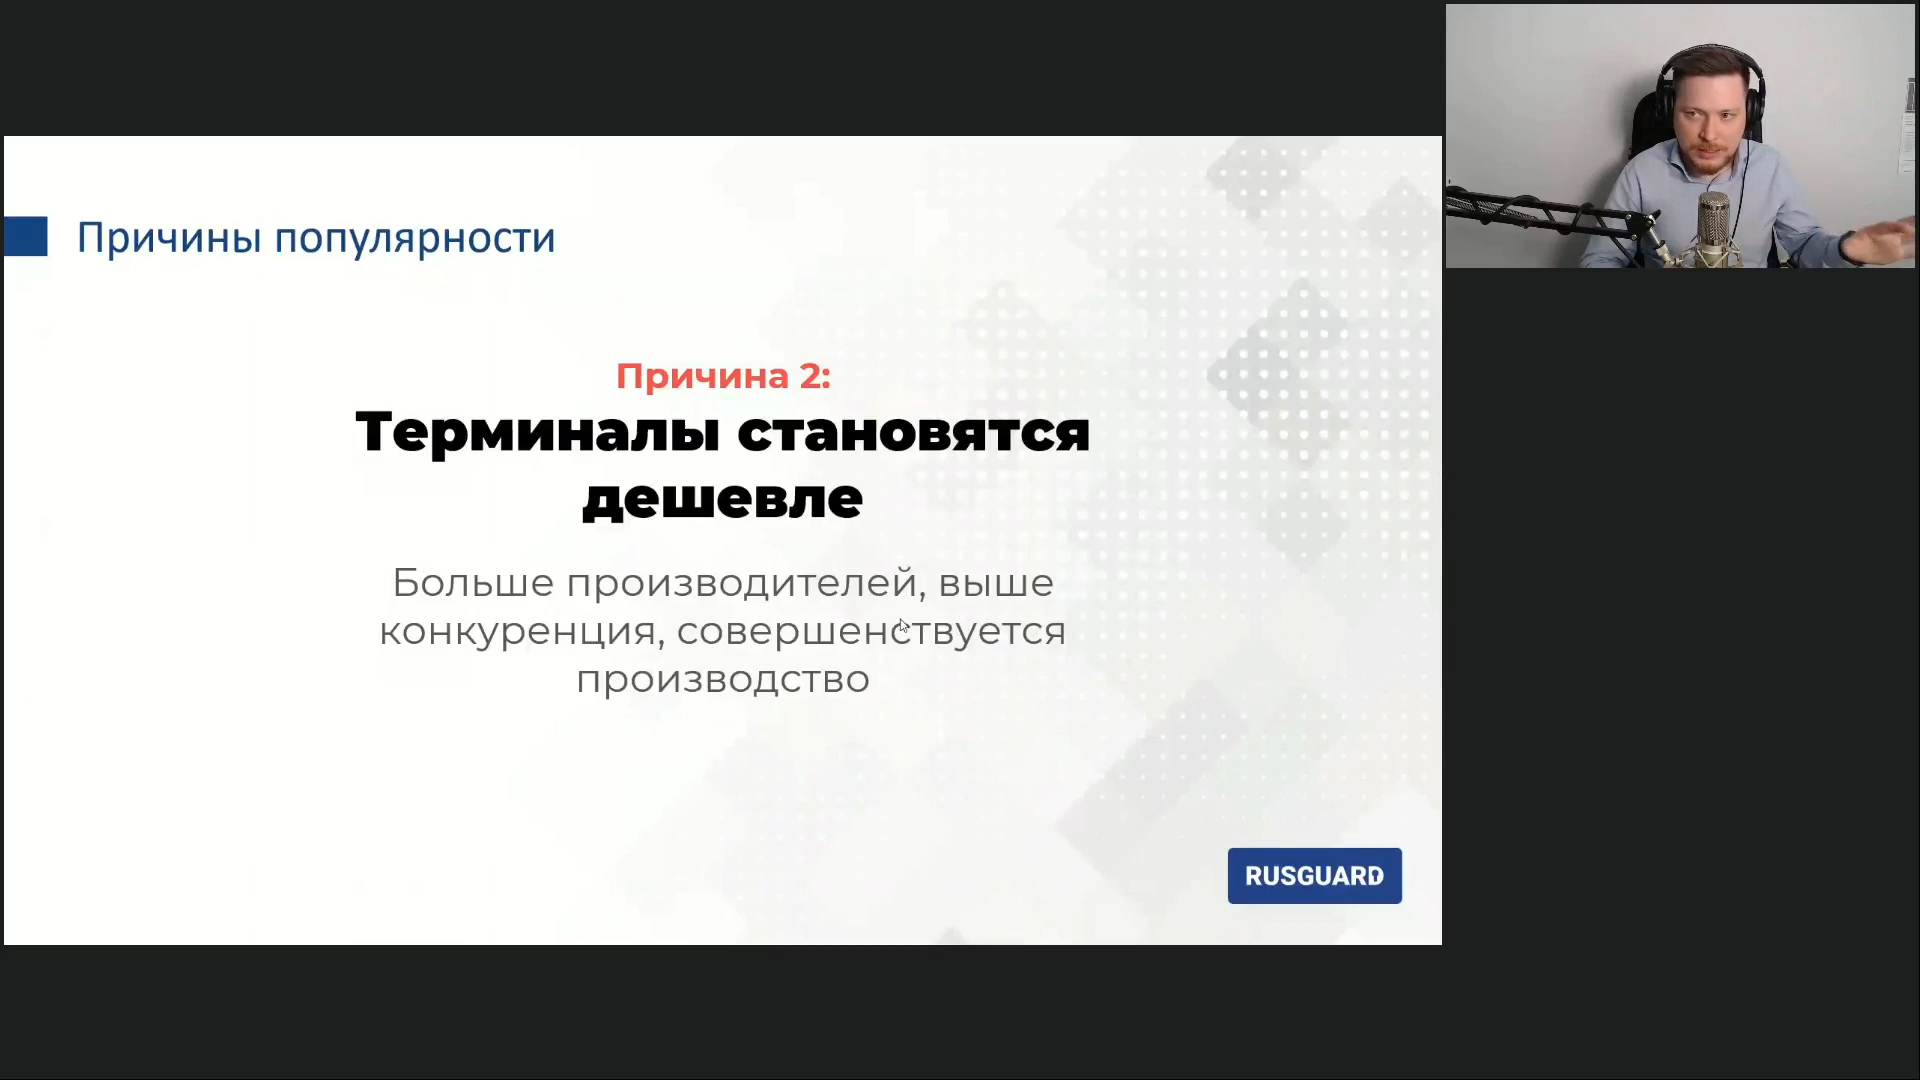 Причины популярности
Причина 2:
Терминалы становятся
дешевле
Больше производителей, выше
конкуренция, совершенствуется
производство
RUSGUARD